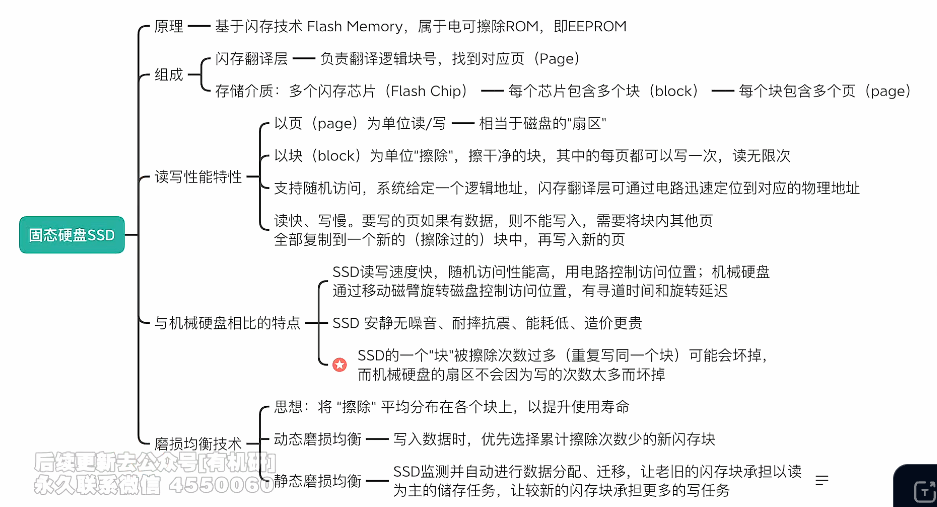 原理
基于闪存技术 Flash Memory，属于电可擦除ROM，即EEPROM
组成
闪存翻译层
负责翻译逻辑块号，找到对应页（Page）
存储介质：多个闪存芯片（Flash Chip）
每个芯片包含多个块（block）
每个块包含多个页（page）
读写性能特性
以页（page）为单位读/写
相当于磁盘的"扇区"
以块（block）为单位"擦除"，擦干净的块，其中的每页都可以写一次，读无限次
支持随机访问，系统给定一个逻辑地址，闪存翻译层可通过电路迅速定位到对应的物理地址
读快、写慢。要写的页如果有数据，则不能写入，需要将块内其他页
全部复制到一个新的（擦除过的）块中，再写入新的页
固态硬盘SSD
与机械硬盘相比的特点
SSD读写速度快，随机访问性能高，用电路控制访问位置；机械硬盘
通过移动磁臂旋转磁盘控制访问位置，有寻道时间和旋转延迟
SSD 安静无噪音、耐摔抗震、能耗低、造价更贵
SSD的一个"块"被擦除次数过多（重复写同一个块）可能会坏掉，
而机械硬盘的扇区不会因为写的次数太多而坏掉
磨损均衡技术
思想：将 "擦除" 平均分布在各个块上，以提升使用寿命
动态磨损均衡
写入数据时，优先选择累计擦除次数少的新闪存块
静态磨损均衡
SSD监测并自动进行数据分配、迁移，让老旧的闪存块承担以读
为主的储存任务，让较新的闪存块承担更多的写任务
后续更新去公众号[有机研]
永久联系微信 4550060
T